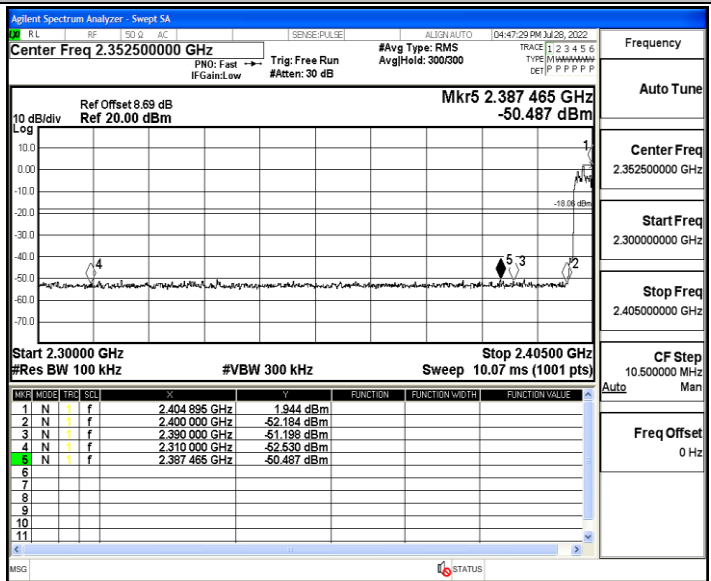 Agilent Spectrum Analyzer - Swept SA
LXI RL RF 50 Ω AC SENSE:PULSE ALIGN AUTO 04:47:29 PM Jul 28, 2022
Center Freq 2.352500000 GHz
PNO: Fast
IFGain:Low
Trig: Free Run
#Atten: 30 dB
#Avg Type: RMS
Avg|Hold: 300/300
TRACE 1 2 3 4 5 6
TYPE M WWWWW
DET P P P P P P
Ref Offset 8.69 dB
10 dB/div Ref 20.00 dBm
Log
Mkr5 2.387 465 GHz
-50.487 dBm
10.0
0.00
-10.0
-20.0
-30.0
-40.0
-50.0
-60.0
-70.0
1
-18.06 dBm
4
5
3
2
Start 2.30000 GHz Stop 2.40500 GHz
#Res BW 100 kHz #VBW 300 kHz Sweep 10.07 ms (1001 pts)
MKR MODE TRC SCL X Y FUNCTION FUNCTION WIDTH FUNCTION VALUE
1 N 1 f 2.404 895 GHz 1.944 dBm
2 N 1 f 2.400 000 GHz -52.184 dBm
3 N 1 f 2.390 000 GHz -51.198 dBm
4 N 1 f 2.310 000 GHz -52.530 dBm
5 N 1 f 2.387 465 GHz -50.487 dBm
6
7
8
9
10
11
MSG STATUS
Frequency
Auto Tune
Center Freq
2.352500000 GHz
Start Freq
2.300000000 GHz
Stop Freq
2.405000000 GHz
CF Step
10.500000 MHz
Auto Man
Freq Offset
0 Hz